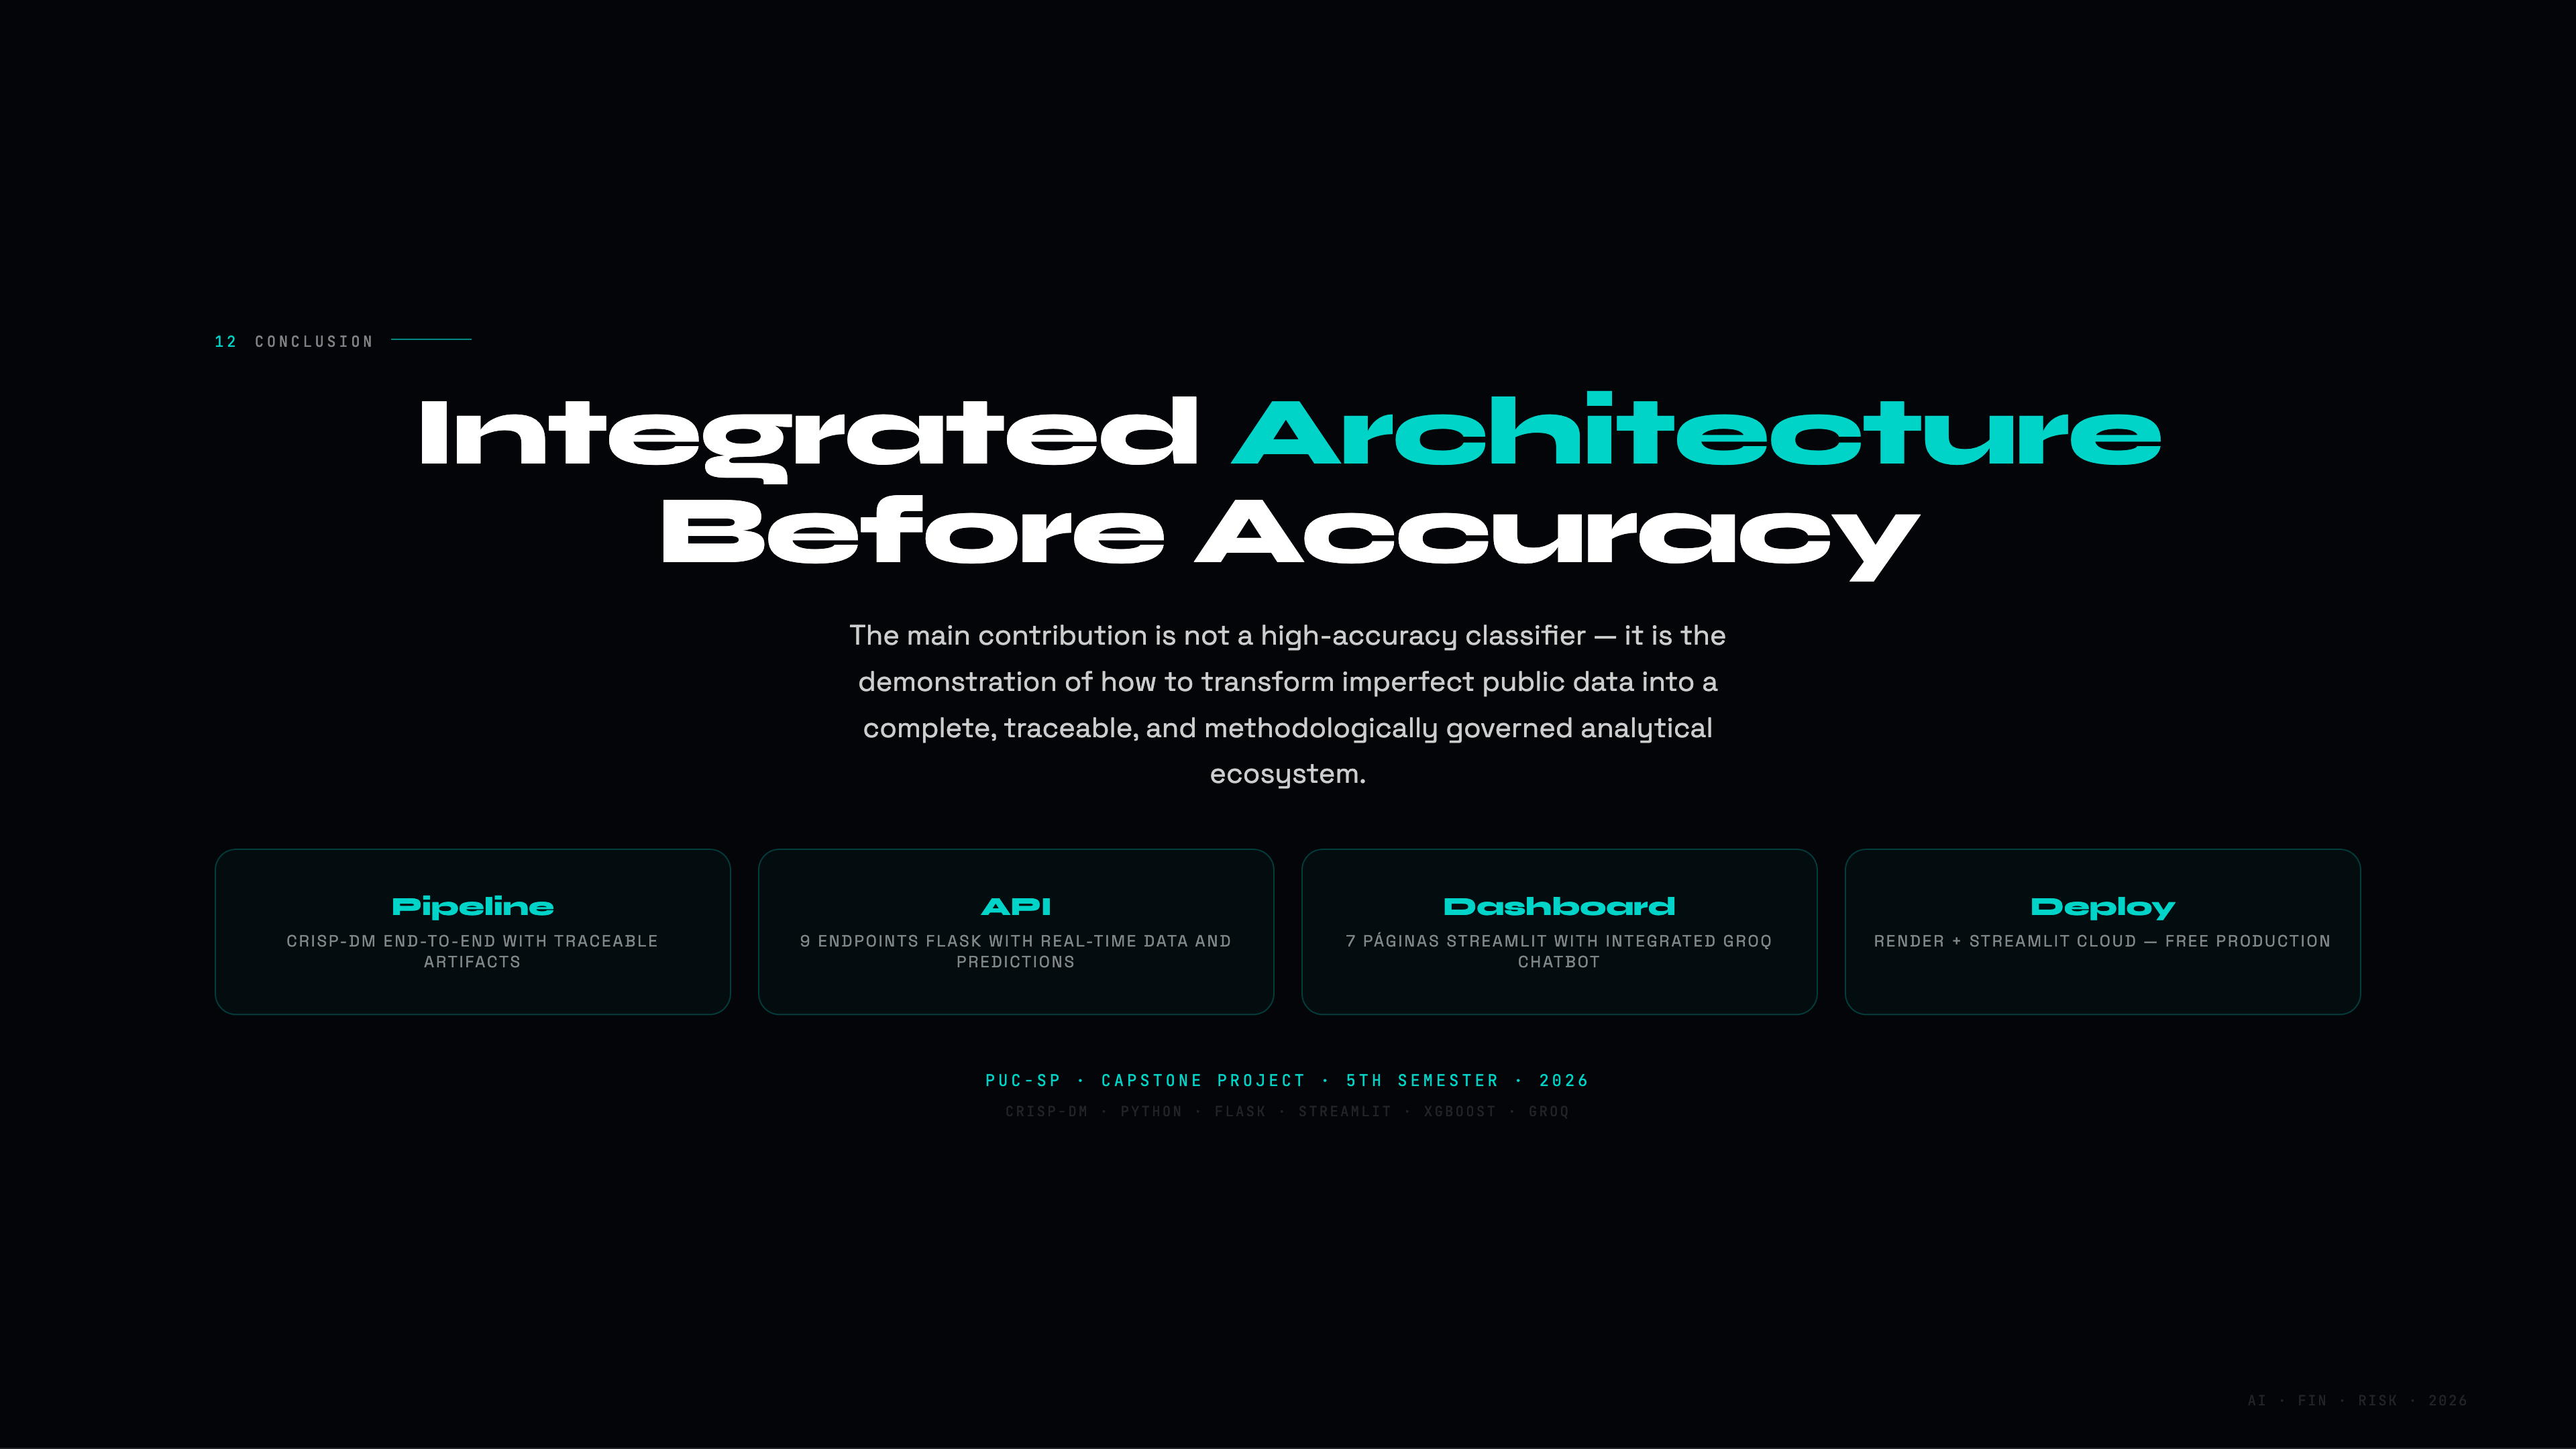 12 CONCLUSION
Integrated Architecture
Before Accuracy
The main contribution is not a high-accuracy classifier — it is the
demonstration of how to transform imperfect public data into a
complete, traceable, and methodologically governed analytical
ecosystem.
Pipeline
CRISP-DM END-TO-END WITH TRACEABLE
ARTIFACTS
API
9 ENDPOINTS FLASK WITH REAL-TIME DATA AND
PREDICTIONS
Dashboard
7 PÁGINAS STREAMLIT WITH INTEGRATED GROQ
CHATBOT
Deploy
RENDER + STREAMLIT CLOUD — FREE PRODUCTION
PUC-SP · CAPSTONE PROJECT · 5TH SEMESTER · 2026
CRISP-DM · PYTHON · FLASK · STREAMLIT · XGBOOST · GROQ
AI · FIN · RISK · 2026